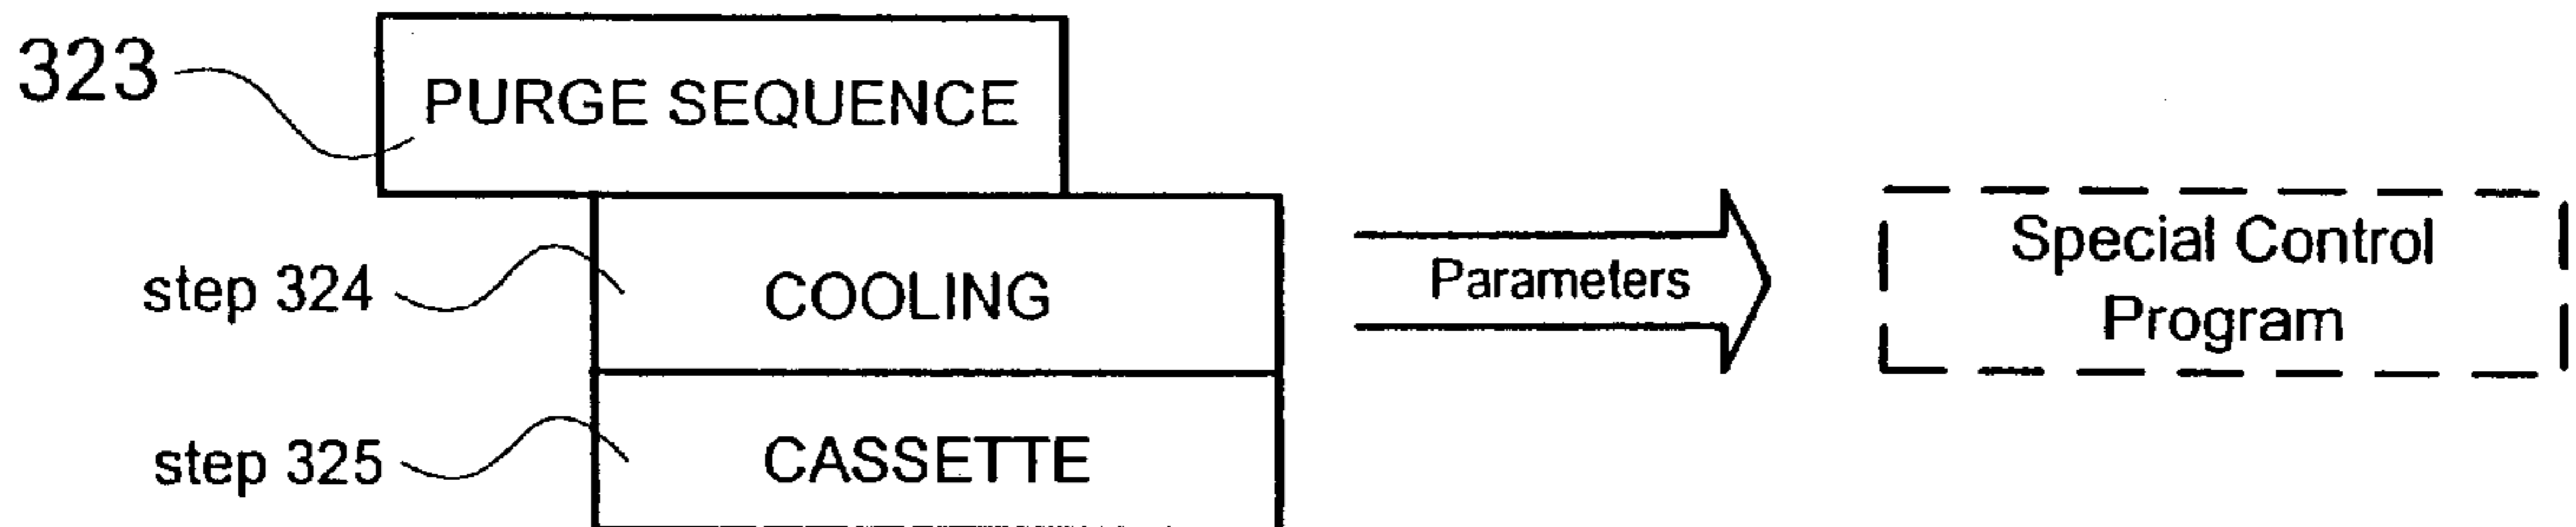 323
PURGE SEQUENCE
step 324
COOLING
Parameters
Special Control
Program
step 325
CASSETTE